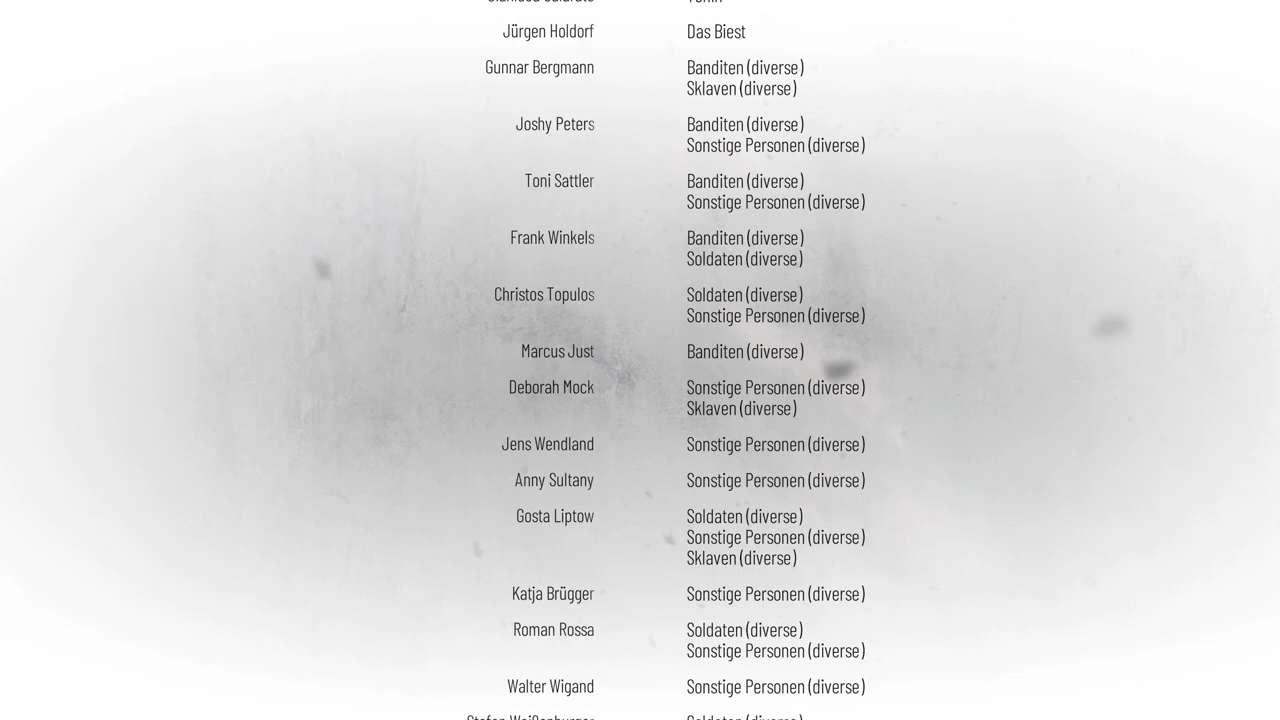 Jürgen Holdorf Das Biest
Gunnar Bergmann Banditen (diverse)
Sklaven (diverse)
Joshy Peters Banditen (diverse)
Sonstige Personen (diverse)
Toni Sattler Banditen (diverse)
Sonstige Personen (diverse)
Frank Winkels Banditen (diverse)
Soldaten (diverse)
Christos Topulos Soldaten (diverse)
Sonstige Personen (diverse)
Marcus Just Banditen (diverse)
Deborah Mock Sonstige Personen (diverse)
Sklaven (diverse)
Jens Wendland Sonstige Personen (diverse)
Anny Sultany Sonstige Personen (diverse)
Gosta Liptow Soldaten (diverse)
Sonstige Personen (diverse)
Sklaven (diverse)
Katja Brügger Sonstige Personen (diverse)
Roman Rossa Soldaten (diverse)
Sonstige Personen (diverse)
Walter Wigand Sonstige Personen (diverse)